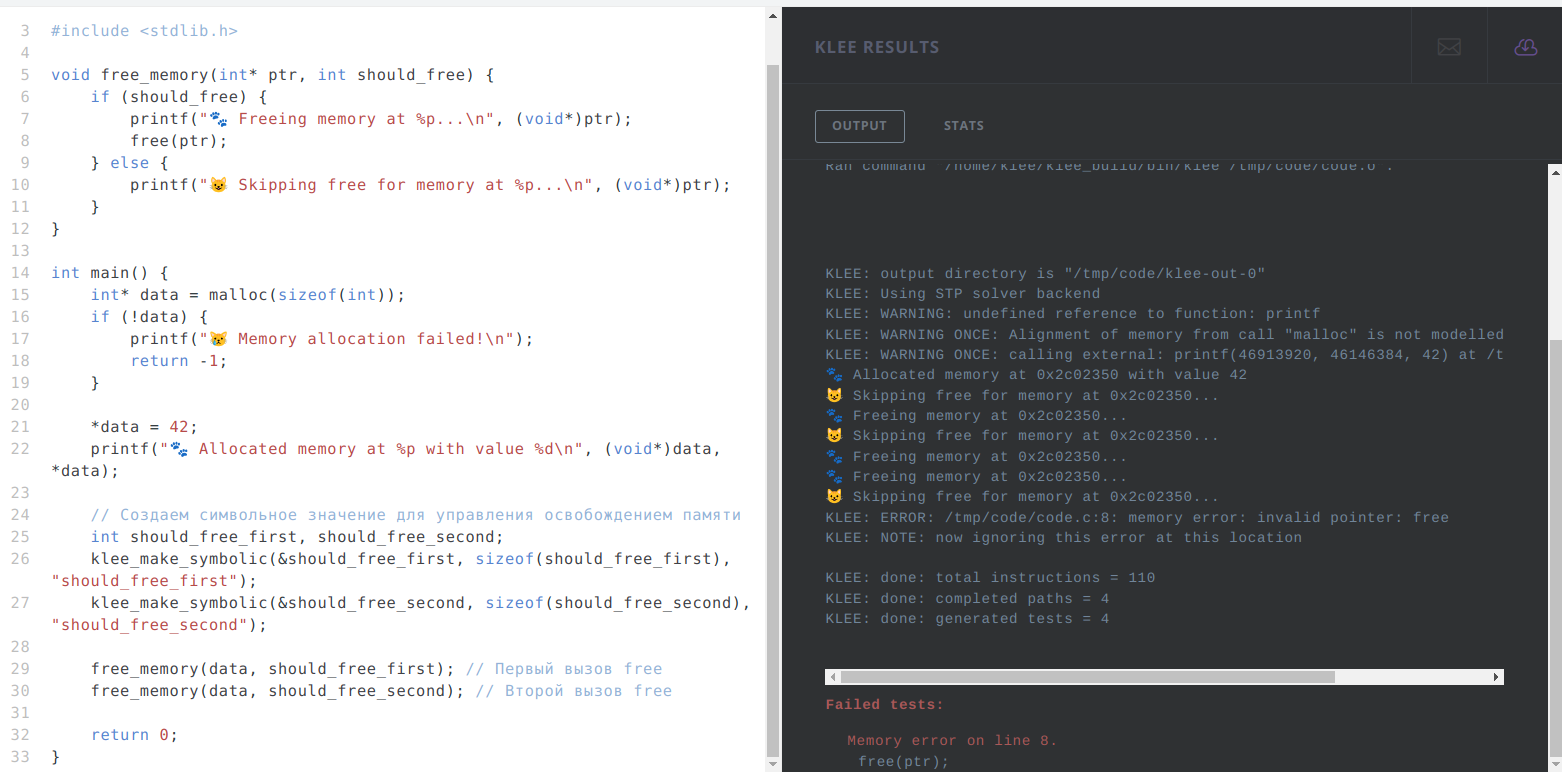 3 #include <stdlib.h>
4
5 void free_memory(int* ptr, int should_free) {
6     if (should_free) {
7         printf("🐾 Freeing memory at %p...\n", (void*)ptr);
8         free(ptr);
9     } else {
10         printf("😺 Skipping free for memory at %p...\n", (void*)ptr);
11     }
12 }
13
14 int main() {
15     int* data = malloc(sizeof(int));
16     if (!data) {
17         printf("😿 Memory allocation failed!\n");
18         return -1;
19     }
20
21     *data = 42;
22     printf("🐾 Allocated memory at %p with value %d\n", (void*)data,
*data);
23
24     // Создаем символьное значение для управления освобождением памяти
25     int should_free_first, should_free_second;
26     klee_make_symbolic(&should_free_first, sizeof(should_free_first),
"should_free_first");
27     klee_make_symbolic(&should_free_second, sizeof(should_free_second),
"should_free_second");
28
29     free_memory(data, should_free_first); // Первый вызов free
30     free_memory(data, should_free_second); // Второй вызов free
31
32     return 0;
33 }
KLEE RESULTS
OUTPUT STATS
Ran command `/home/klee/klee_build/bin/klee /tmp/code/code.o`.
KLEE: output directory is "/tmp/code/klee-out-0"
KLEE: Using STP solver backend
KLEE: WARNING: undefined reference to function: printf
KLEE: WARNING ONCE: Alignment of memory from call "malloc" is not modelled
KLEE: WARNING ONCE: calling external: printf(46913920, 46146384, 42) at /t
🐾 Allocated memory at 0x2c02350 with value 42
😺 Skipping free for memory at 0x2c02350...
🐾 Freeing memory at 0x2c02350...
😺 Skipping free for memory at 0x2c02350...
🐾 Freeing memory at 0x2c02350...
🐾 Freeing memory at 0x2c02350...
😺 Skipping free for memory at 0x2c02350...
KLEE: ERROR: /tmp/code/code.c:8: memory error: invalid pointer: free
KLEE: NOTE: now ignoring this error at this location
KLEE: done: total instructions = 110
KLEE: done: completed paths = 4
KLEE: done: generated tests = 4
Failed tests:
Memory error on line 8.
free(ptr);